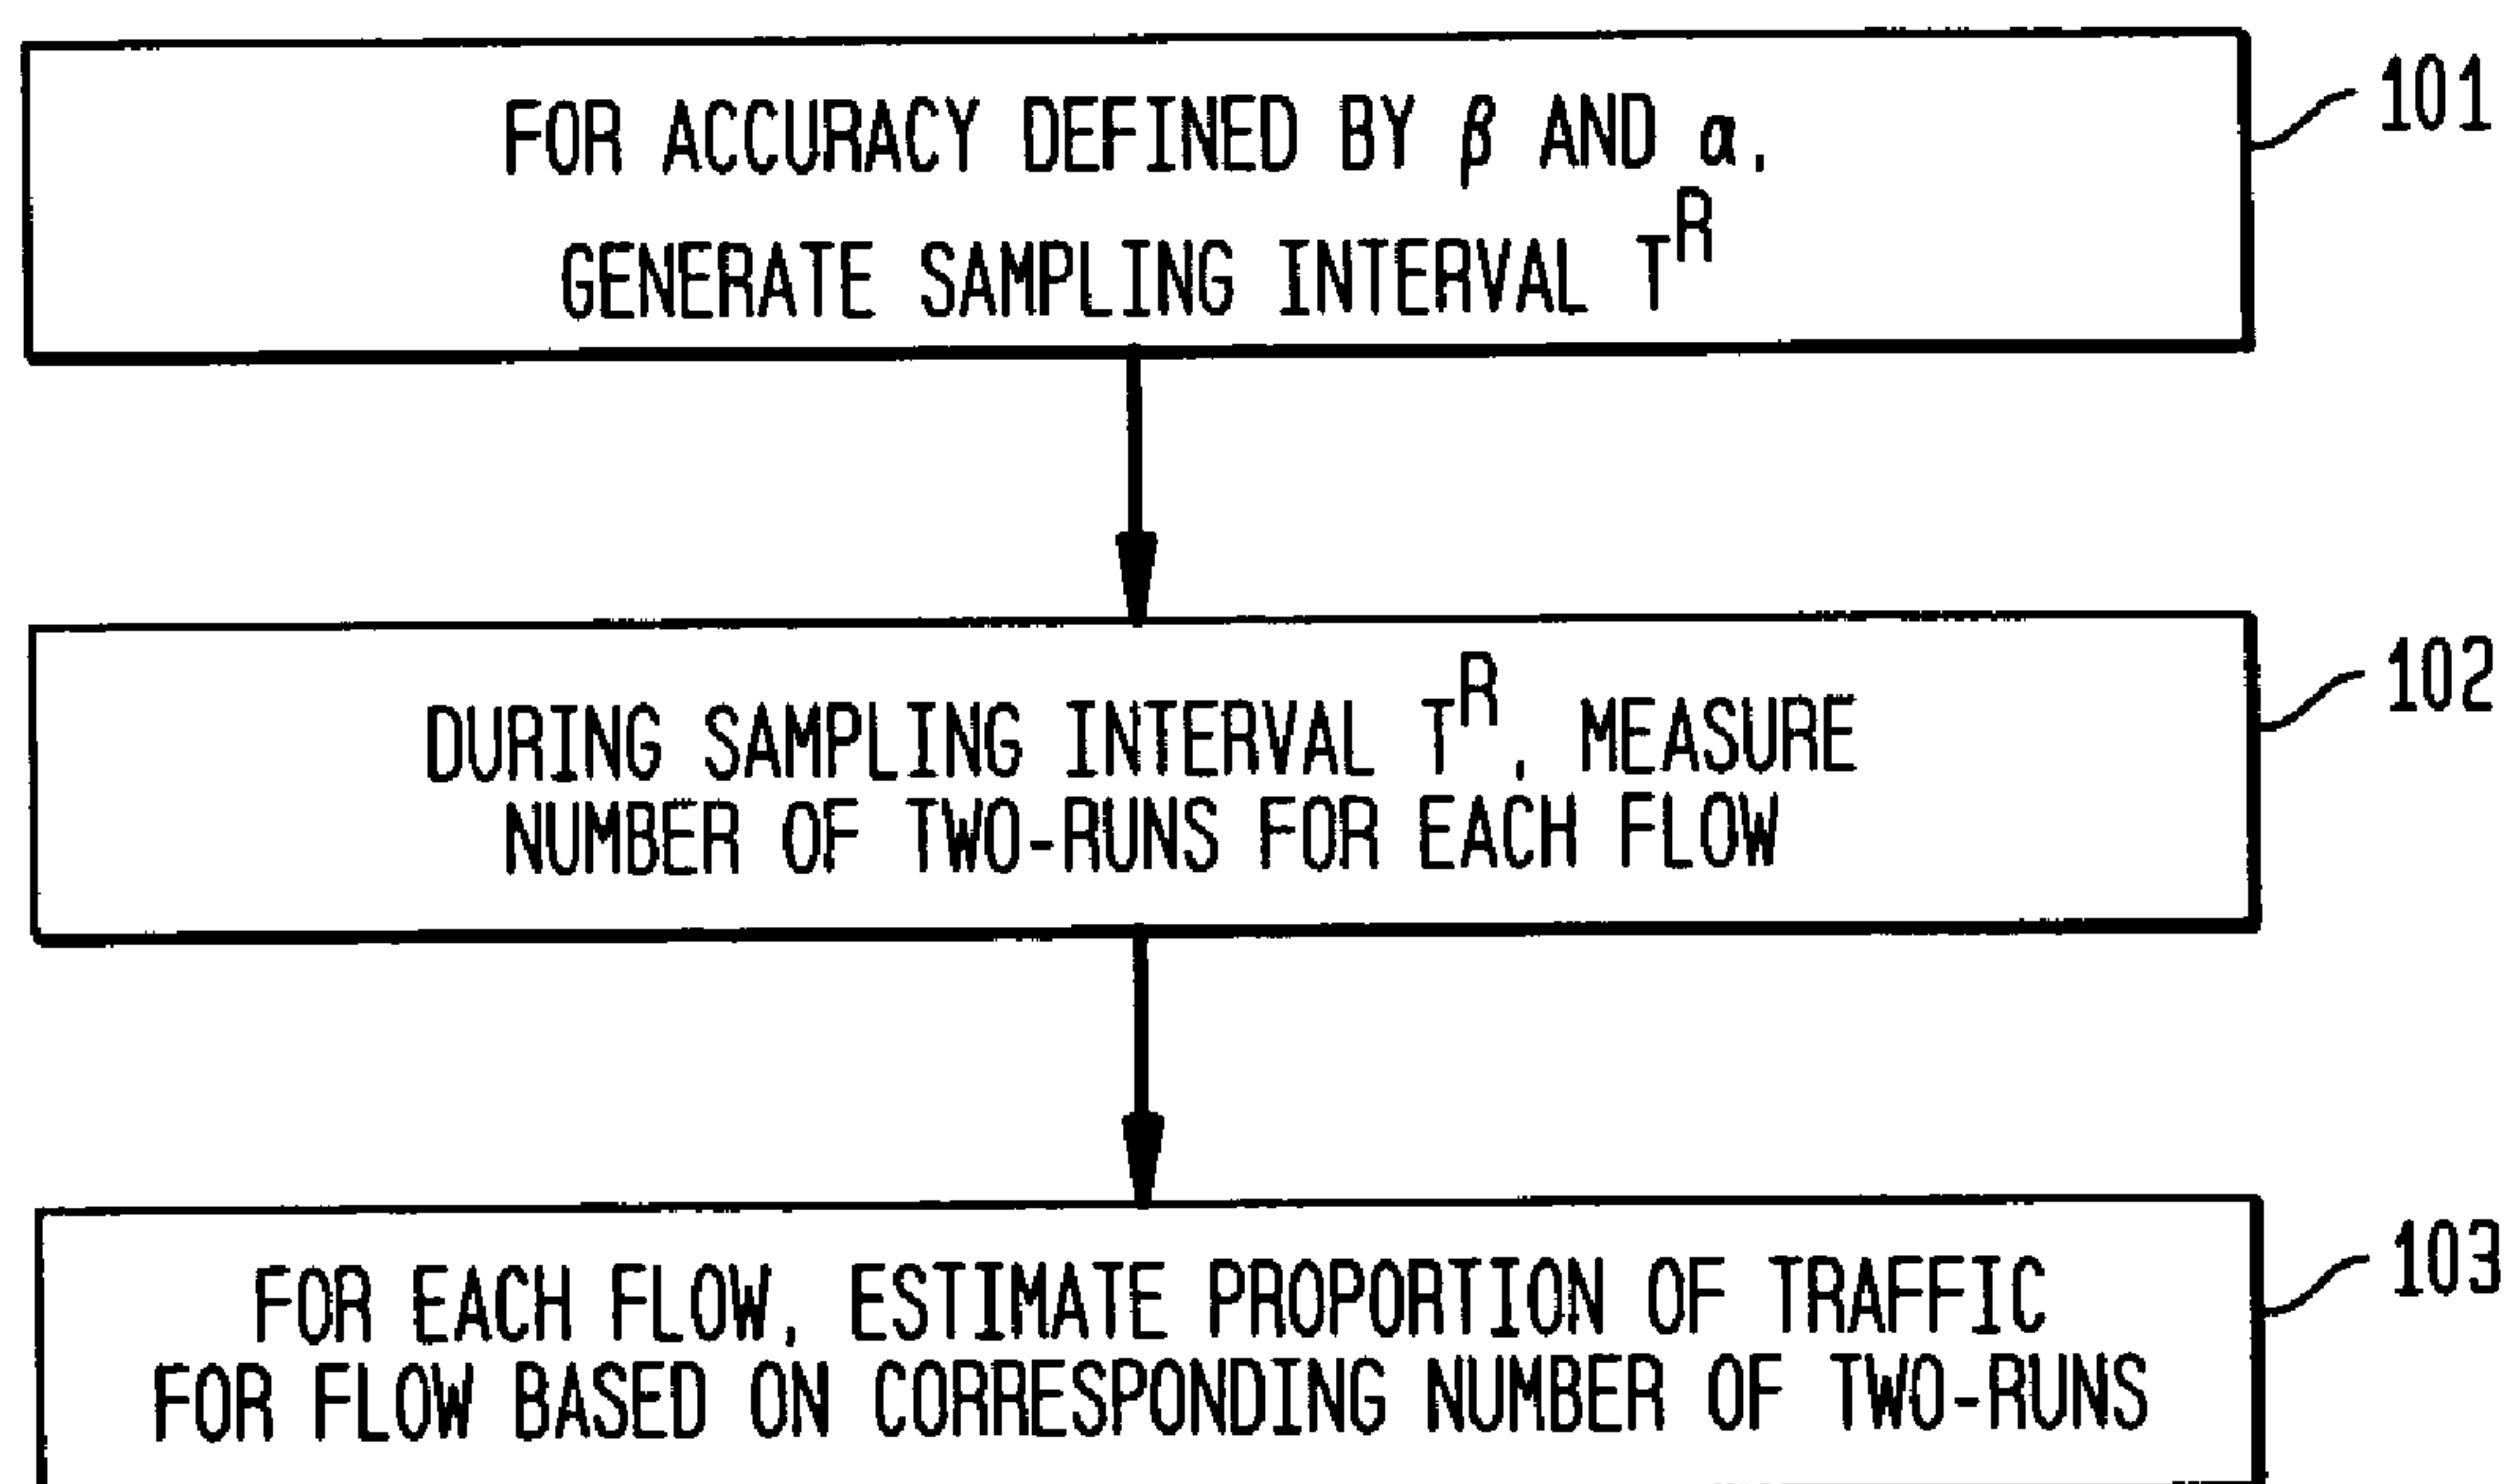 FOR ACCURACY DEFINED BY β AND α,
GENERATE SAMPLING INTERVAL T^R
101
DURING SAMPLING INTERVAL T^R, MEASURE
NUMBER OF TWO-RUNS FOR EACH FLOW
102
FOR EACH FLOW, ESTIMATE PROPORTION OF TRAFFIC
FOR FLOW BASED ON CORRESPONDING NUMBER OF TWO-RUNS
103